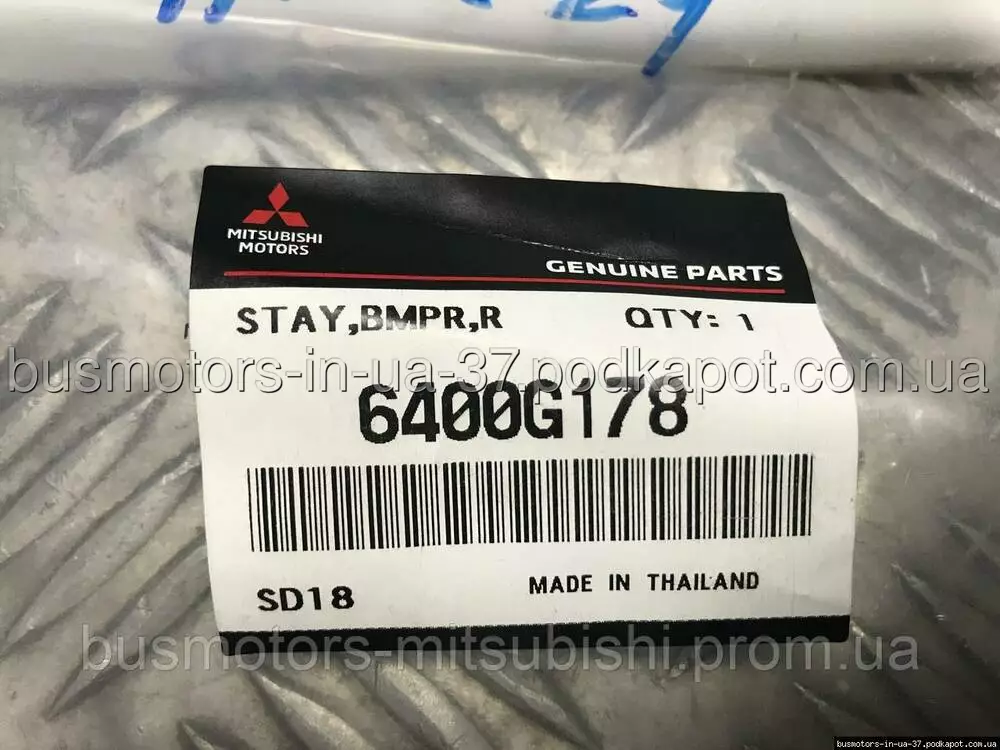 MITSUBISHI
MOTORS
GENUINE PARTS
STAY,BMPR,R QTY: 1
busmotors-in-ua-37.podkapot.com.ua
6400G178
SD18 MADE IN THAILAND
busmotors-mitsubishi.prom.ua
busmotors-in-ua-37.podkapot.com.ua